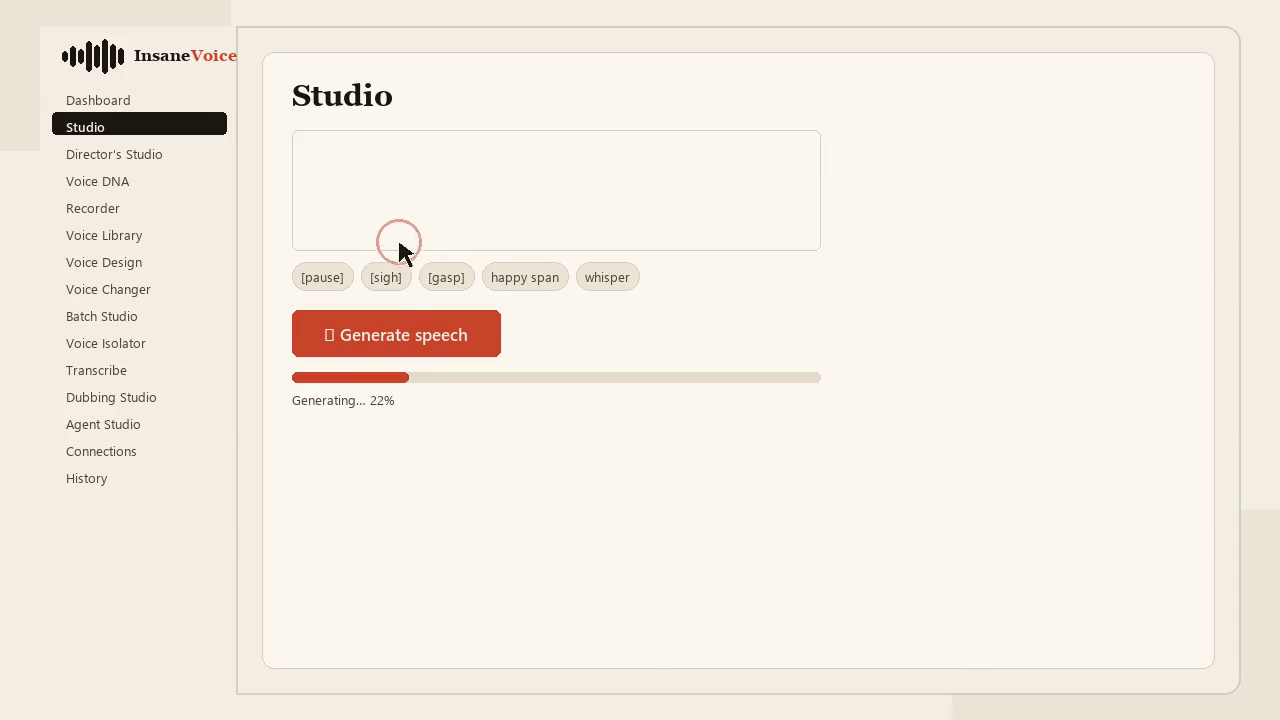 InsaneVoice
Dashboard
Studio
Director's Studio
Voice DNA
Recorder
Voice Library
Voice Design
Voice Changer
Batch Studio
Voice Isolator
Transcribe
Dubbing Studio
Agent Studio
Connections
History
Studio
[pause] [sigh] [gasp] happy span whisper
Generate speech
Generating... 22%